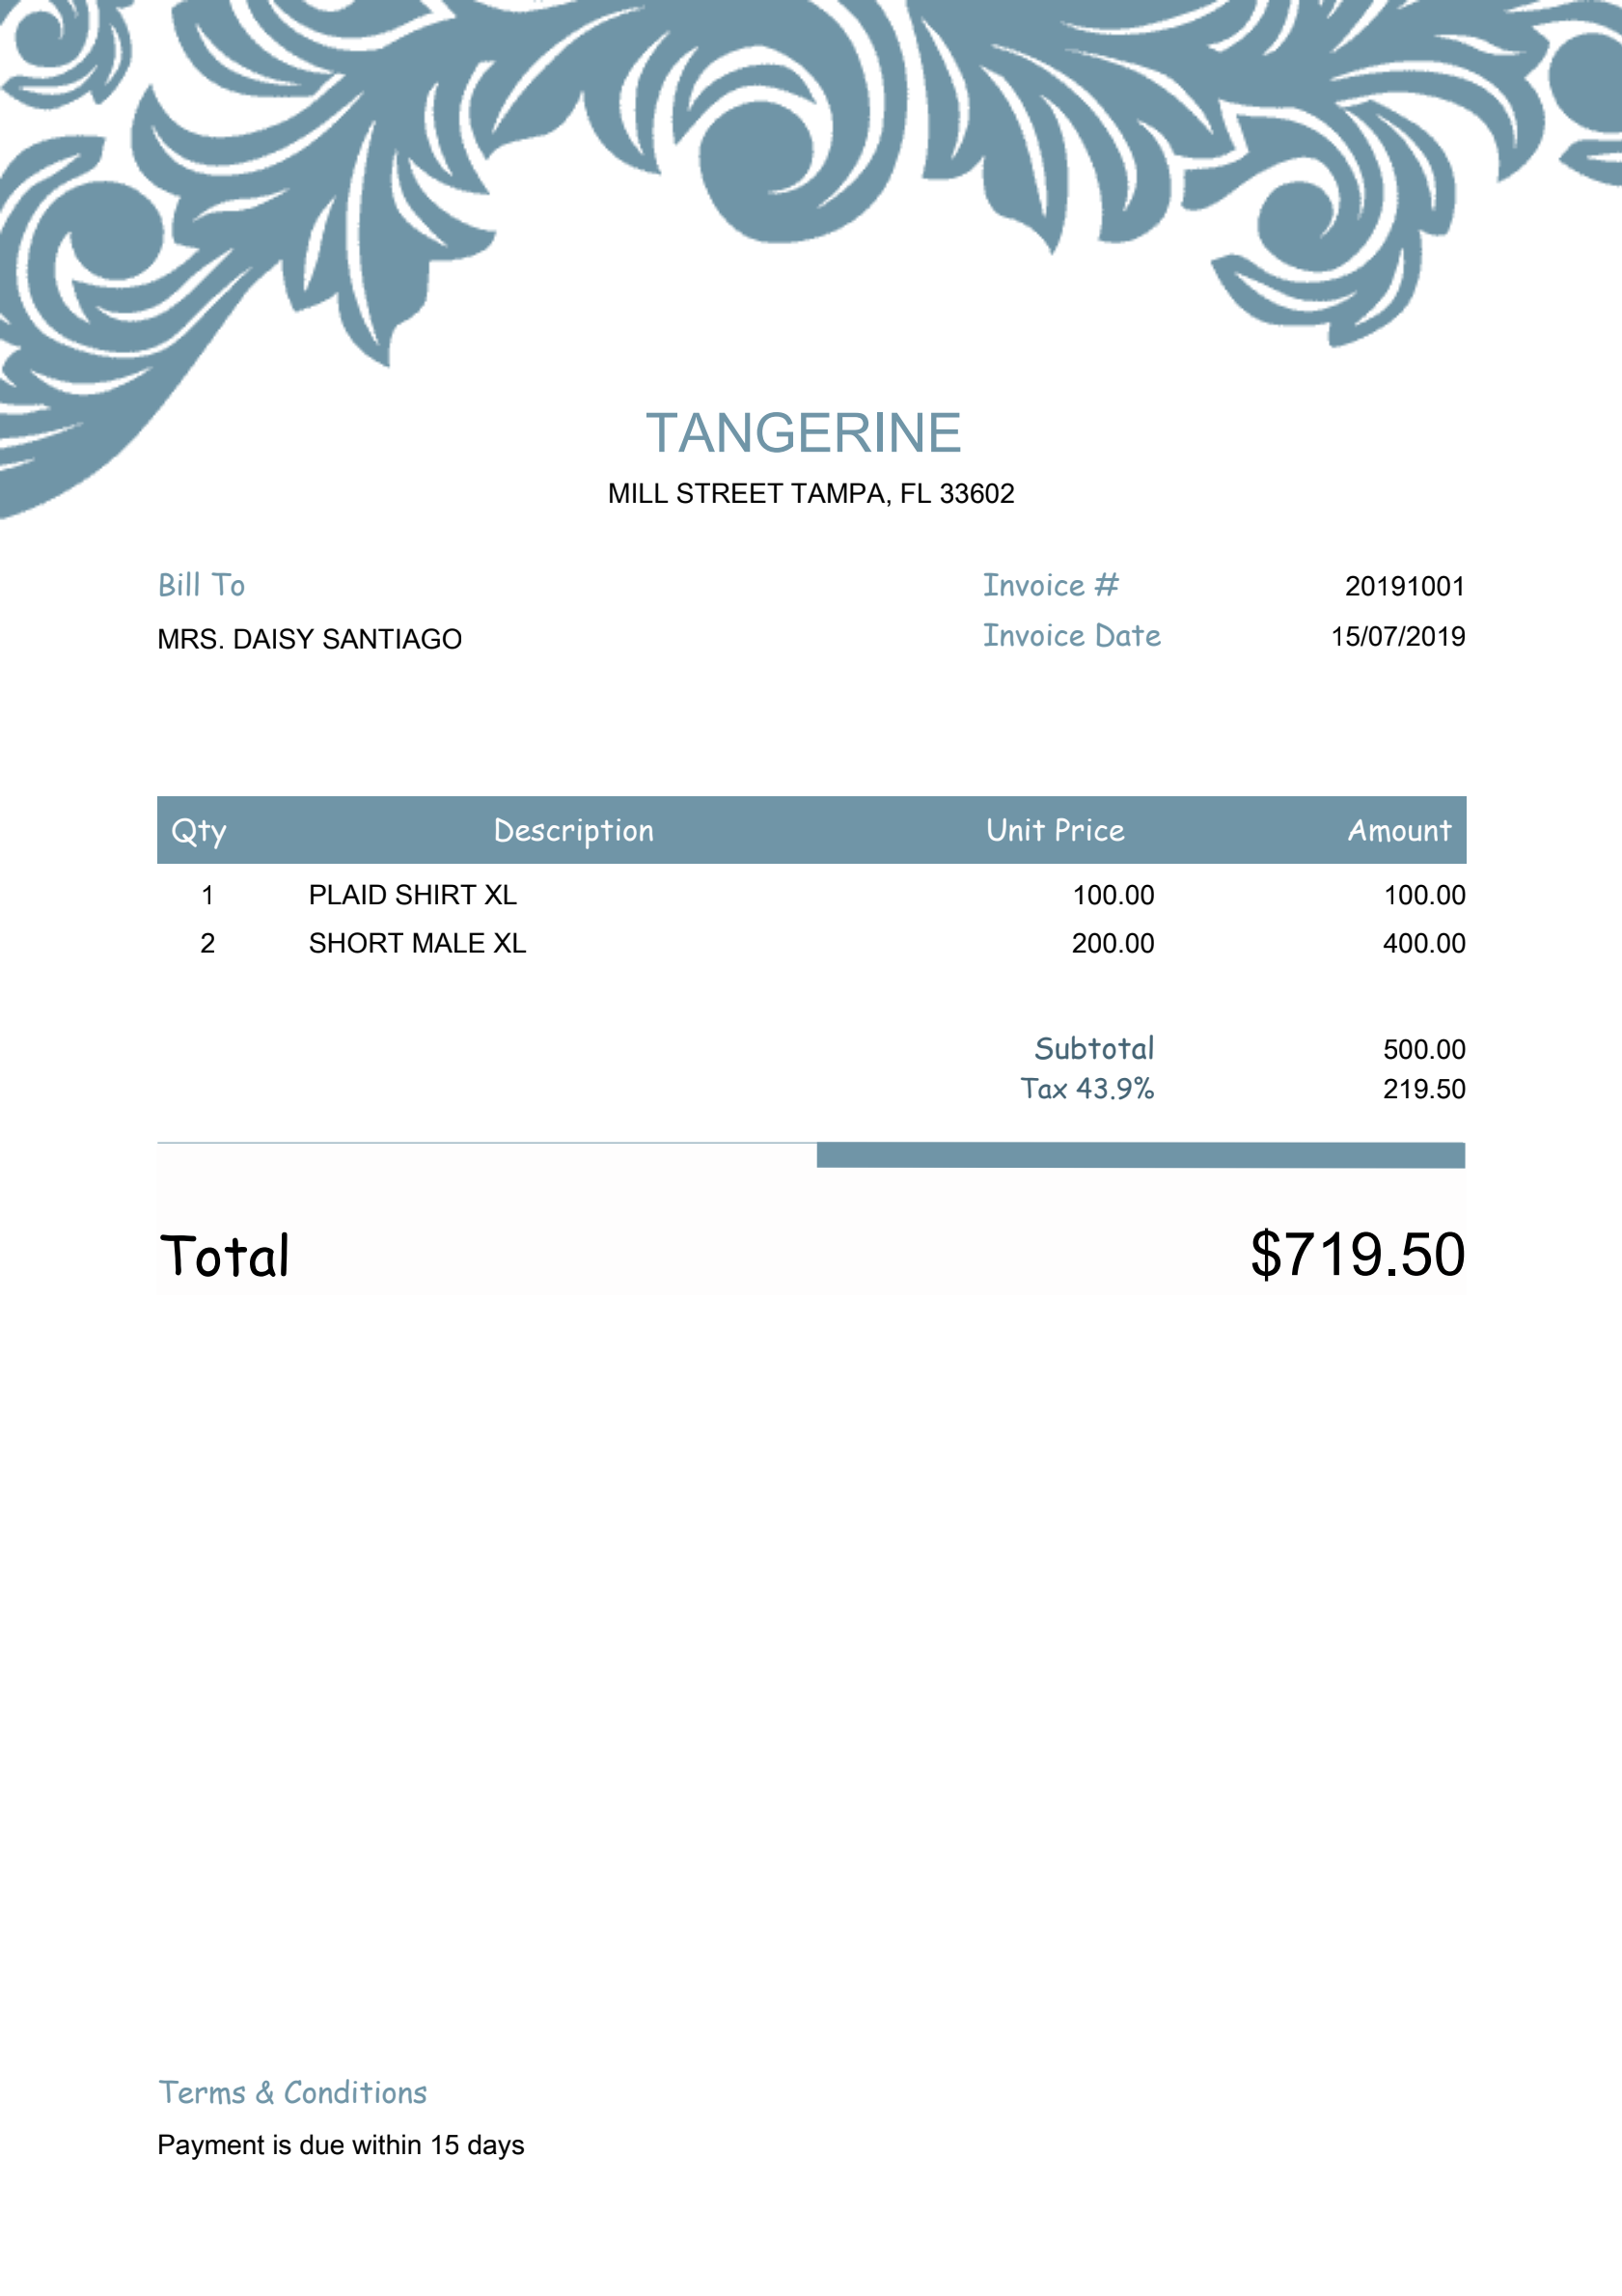 TANGERINE
MILL STREET TAMPA, FL 33602
Bill To
MRS. DAISY SANTIAGO
Invoice # 20191001
Invoice Date 15/07/2019
Qty Description Unit Price Amount
1 PLAID SHIRT XL 100.00 100.00
2 SHORT MALE XL 200.00 400.00
Subtotal 500.00
Tax 43.9% 219.50
Total $719.50
Terms & Conditions
Payment is due within 15 days